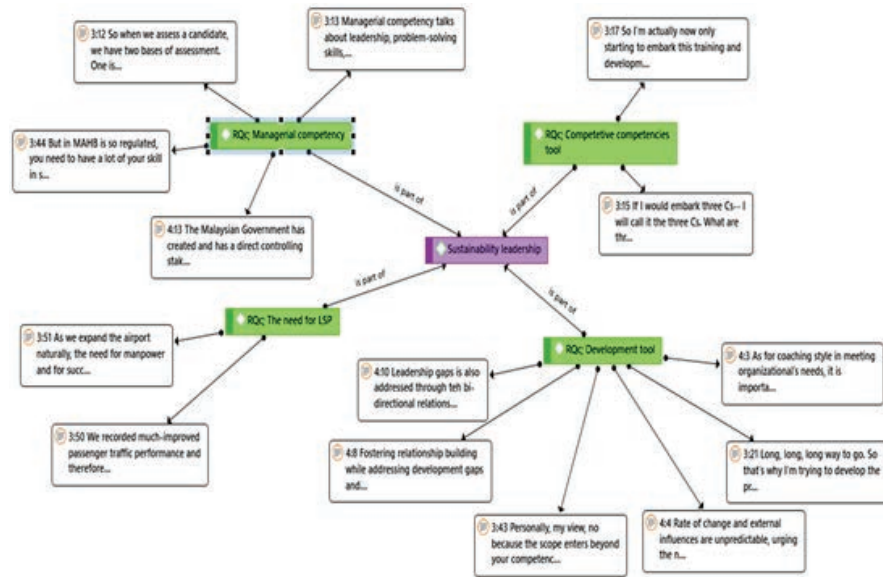 3:12 So when we assess a candidate,
we have two bases of assessment.
One is...
3:13 Managerial competency talks
about leadership, problem-solving
skills,...
3:17 So I'm actually now only
starting to embark this training and
developm...
RQc; Managerial competency
RQc; Competetive competencies
tool
3:44 But in MAHB is so regulated,
you need to have a lot of your skill
in s...
4:13 The Malaysian Government has
created and has a direct controlling
stak...
is part of
is part of
3:15 If I would embark three Cs-- I
will call it the three Cs. What are
thr...
Sustainability leadership
is part of
is part of
RQc; The need for LSP
3:51 As we expand the airport
naturally, the need for manpower
and for succ...
RQc; Development tool
4:10 Leadership gaps is also
addressed through teh bi-
directional relations...
4:3 As for coaching style in meeting
organizational's needs, it is
importa...
3:50 We recorded much-improved
passenger traffic performance and
therefore...
4:8 Fostering relationship building
while addressing development gaps
and...
3:21 Long, long, long way to go. So
that's why I'm trying to develop the
pr...
3:43 Personally, my view, no
because the scope enters beyond
your competenc...
4:4 Rate of change and external
influences are unpredictable, urging
the n...